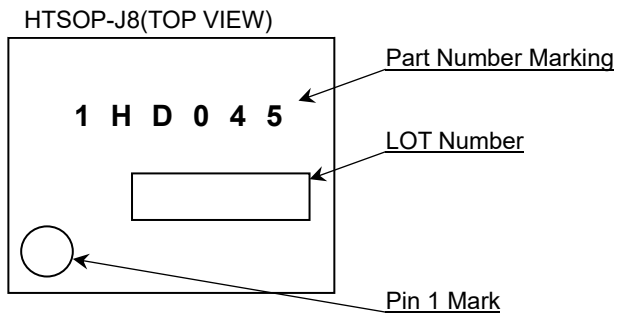 HTSOP-J8(TOP VIEW)
Part Number Marking
1 H D 0 4 5
LOT Number
Pin 1 Mark